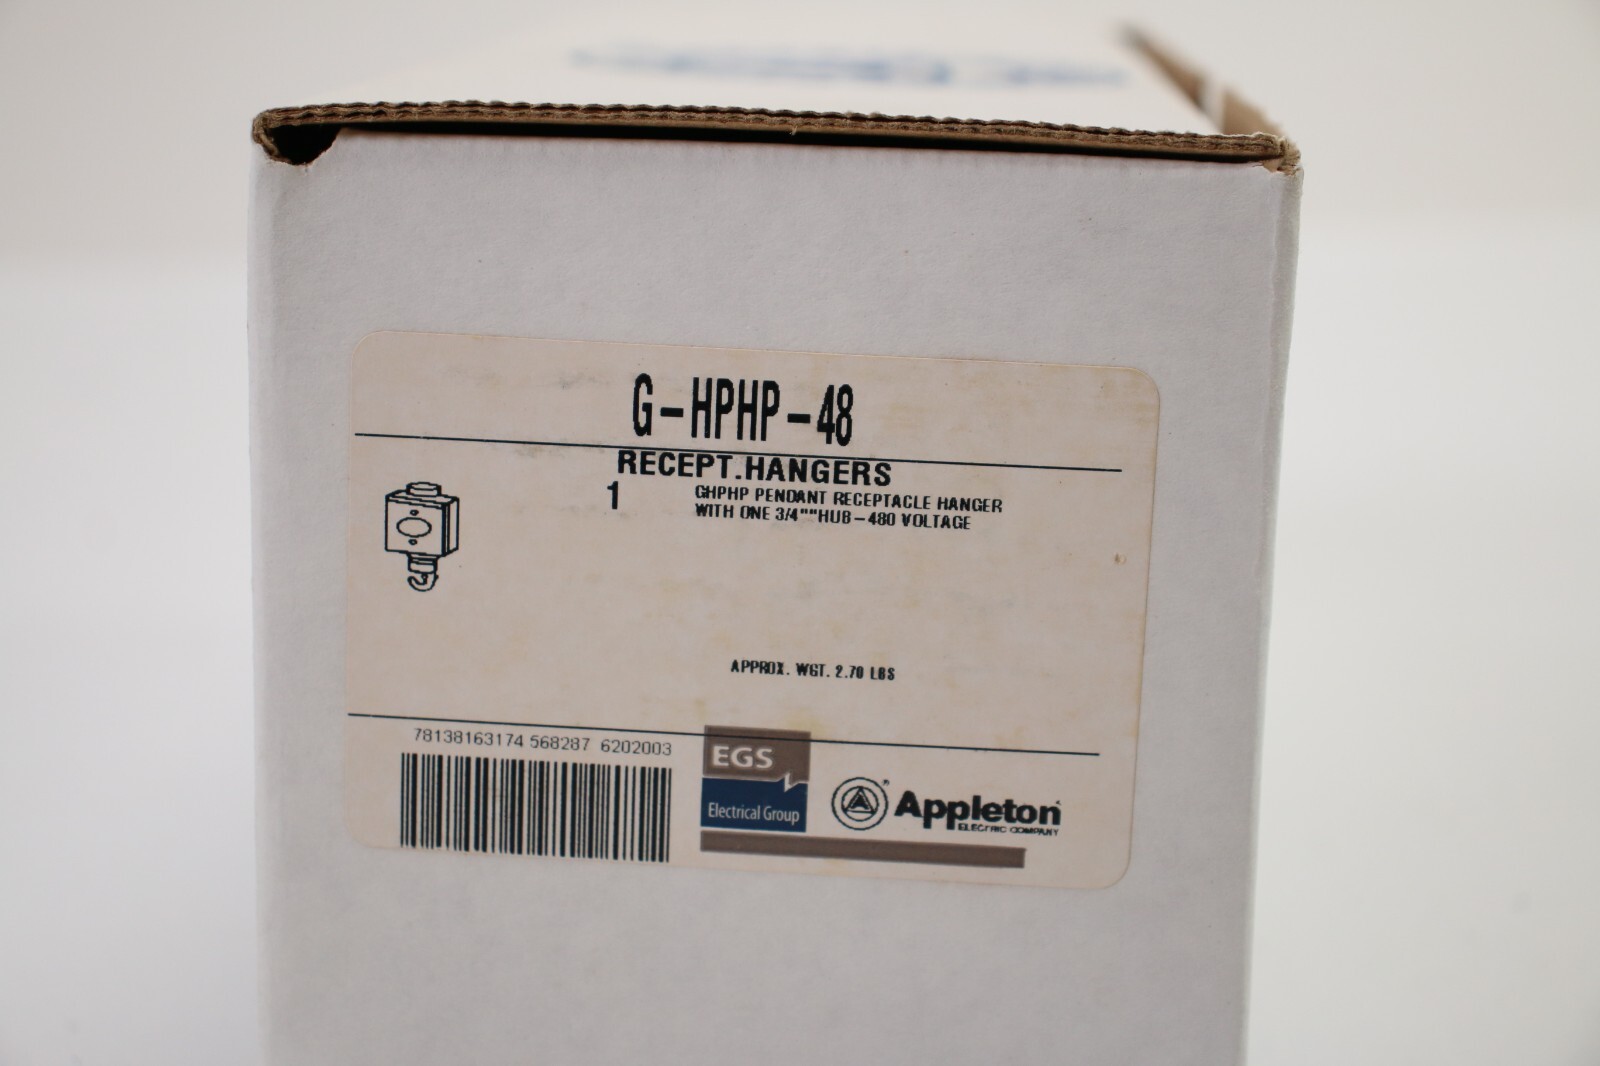 G-HPHP-48
RECEPT.HANGERS
1
GHPHP PENDANT RECEPTACLE HANGER
WITH ONE 3/4""HUB-480 VOLTAGE
APPROX. WGT. 2.70 LBS
78138163174 568287 6202003
EGS
Electrical Group
Appleton
ELECTRIC COMPANY